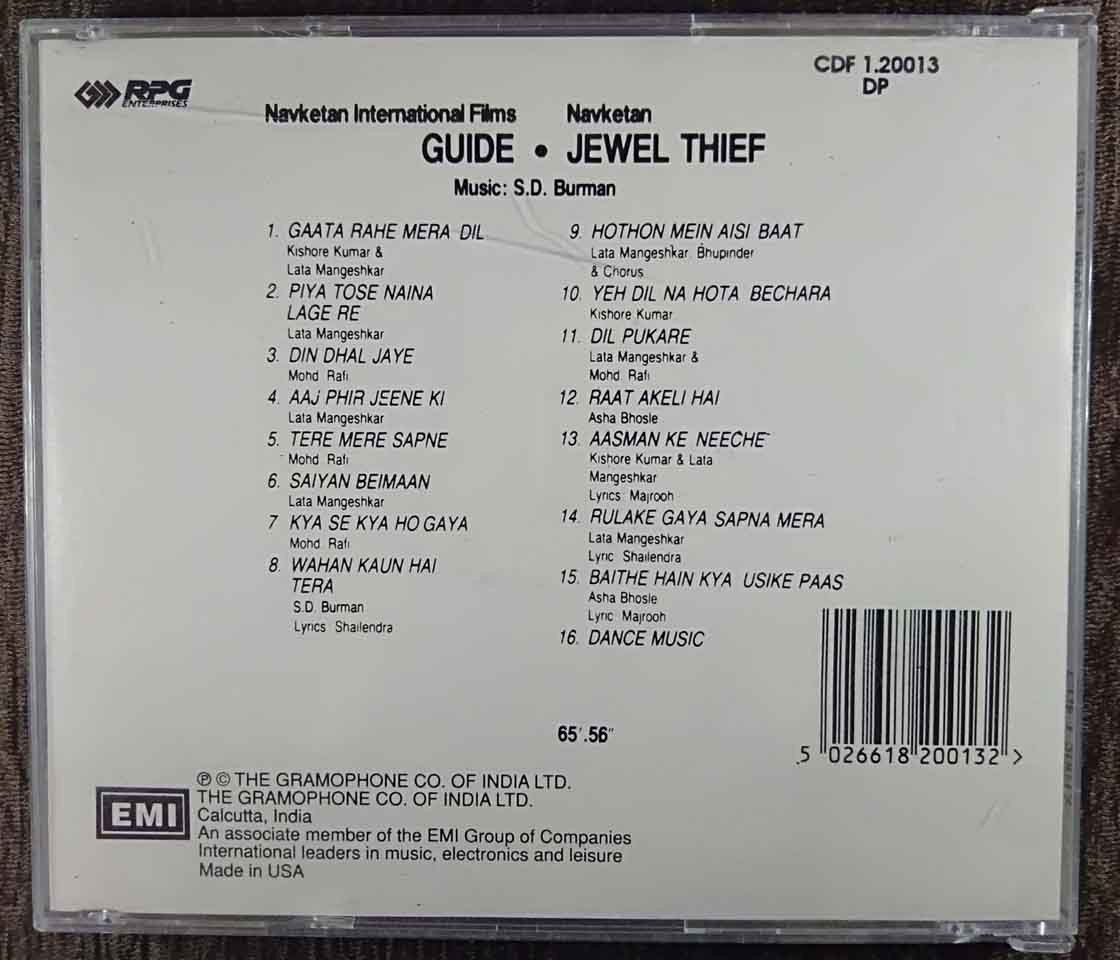 RPG
ENTERPRISES
CDF 1.20013
DP
Navketan International Films
Navketan
GUIDE • JEWEL THIEF
Music: S.D. Burman
1. GAATA RAHE MERA DIL
Kishore Kumar &
Lata Mangeshkar
2. PIYA TOSE NAINA
LAGE RE
Lata Mangeshkar
3. DIN DHAL JAYE
Mohd. Rafi
4. AAJ PHIR JEENE KI
Lata Mangeshkar
5. TERE MERE SAPNE
Mohd. Rafi
6. SAIYAN BEIMAAN
Lata Mangeshkar
7 KYA SE KYA HO GAYA
Mohd. Rafi
8. WAHAN KAUN HAI
TERA
S.D. Burman
Lyrics: Shailendra
9. HOTHON MEIN AISI BAAT
Lata Mangeshkar, Bhupinder
& Chorus
10. YEH DIL NA HOTA BECHARA
Kishore Kumar
11. DIL PUKARE
Lata Mangeshkar &
Mohd. Rafi
12. RAAT AKELI HAI
Asha Bhosle
13. AASMAN KE NEECHE
Kishore Kumar & Lata
Mangeshkar
Lyrics: Majrooh
14. RULAKE GAYA SAPNA MERA
Lata Mangeshkar
Lyric: Shailendra
15. BAITHE HAIN KYA USIKE PAAS
Asha Bhosle
Lyric: Majrooh
16. DANCE MUSIC
65'.56"
5 026618 200132 >
EMI
℗ © THE GRAMOPHONE CO. OF INDIA LTD.
THE GRAMOPHONE CO. OF INDIA LTD.
Calcutta, India
An associate member of the EMI Group of Companies
International leaders in music, electronics and leisure
Made in USA